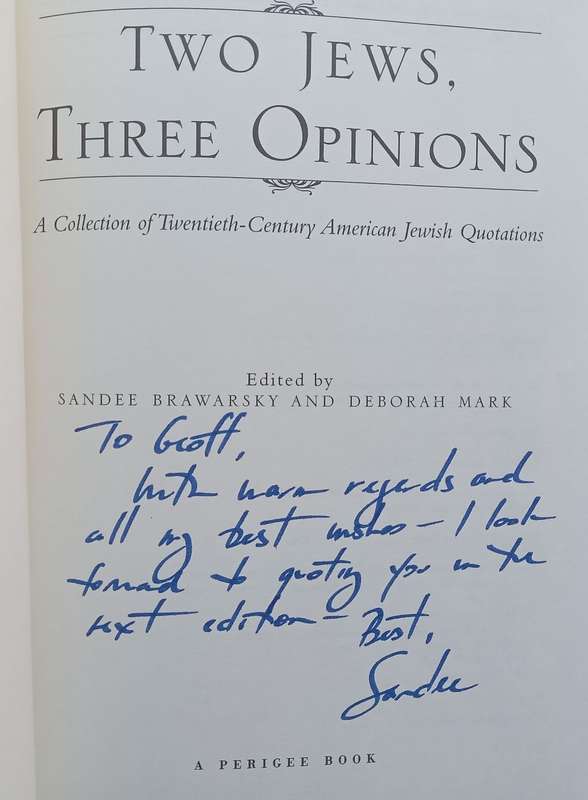 TWO JEWS,
THREE OPINIONS
A Collection of Twentieth-Century American Jewish Quotations
Edited by
SANDEE BRAWARSKY AND DEBORAH MARK
To Geoff,
With warm regards and
all my best wishes – I look
forward to quoting you in the
next edition –
Best,
Sandee
A PERIGEE BOOK